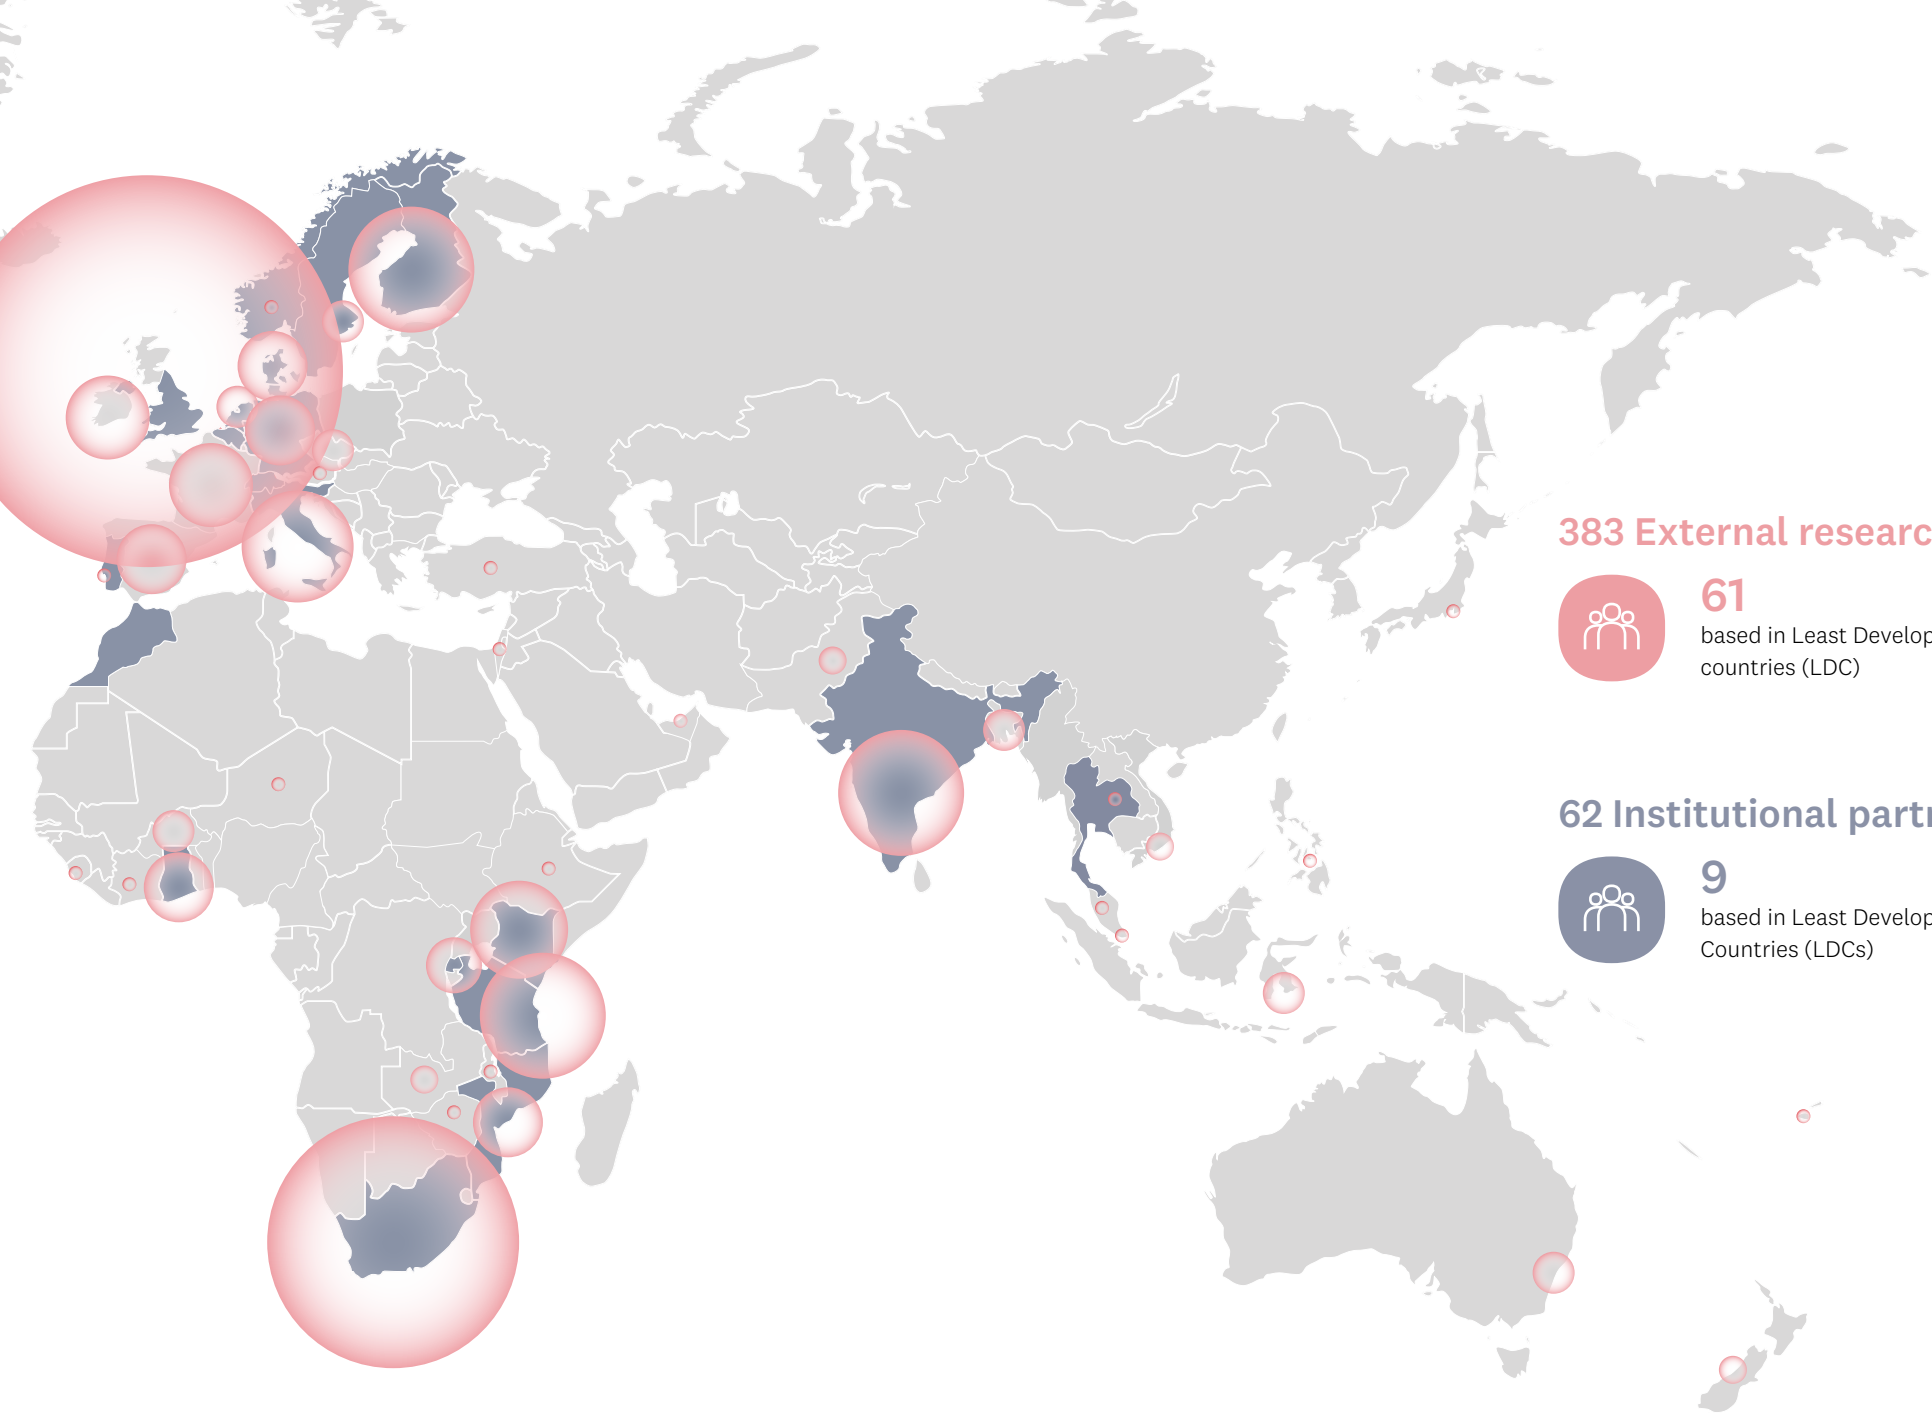 383 External researc
61
based in Least Develop
countries (LDC)
62 Institutional partn
9
based in Least Develop
Countries (LDCs)